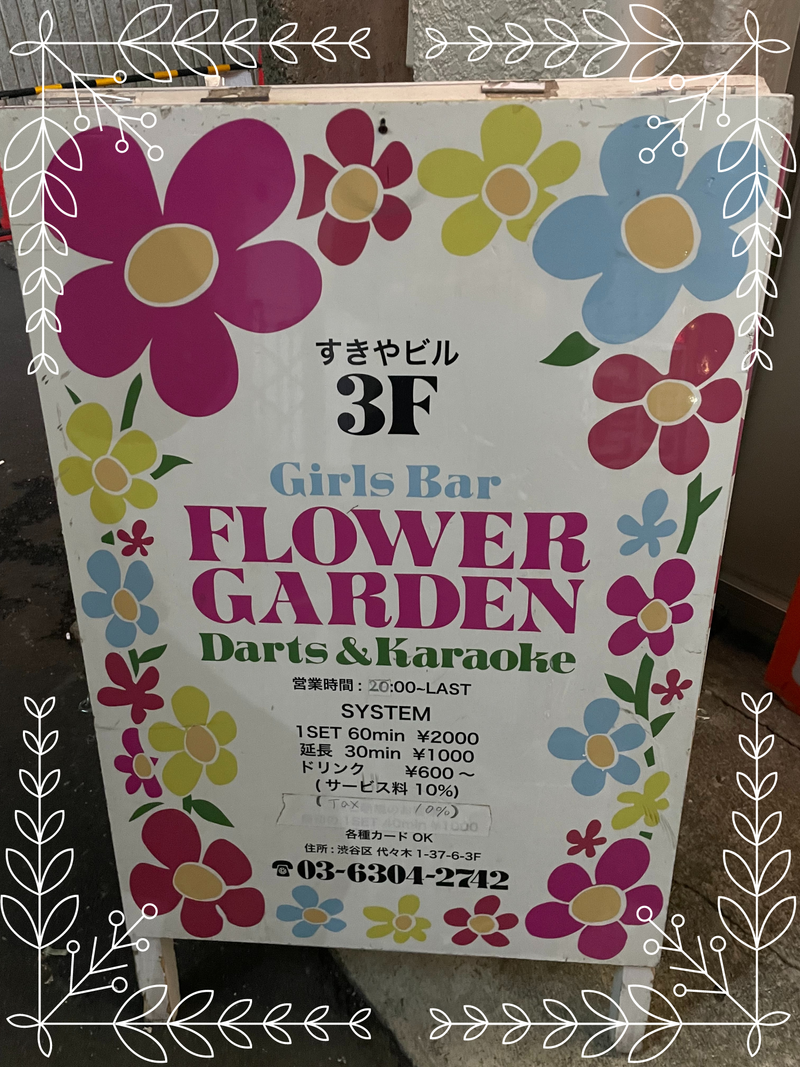 すきやビル
3F
Girls Bar
FLOWER
GARDEN
Darts & Karaoke
営業時間 : 20:00~LAST
SYSTEM
1SET 60min ¥2000
延長 30min ¥1000
ドリンク ¥600 〜
( サービス料 10%)
( Tax 10%)
各種カード OK
住所 : 渋谷区 代々木 1-37-6-3F
☎03-6304-2742